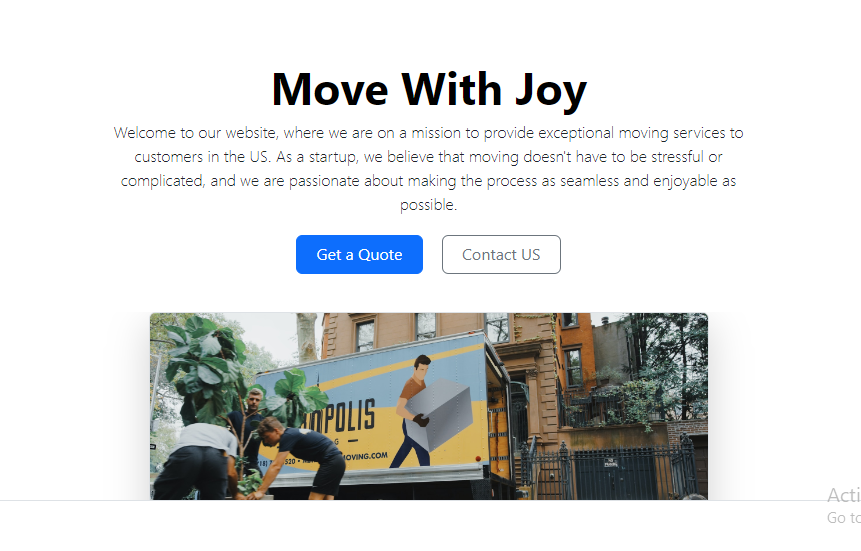 Move With Joy
Welcome to our website, where we are on a mission to provide exceptional moving services to
customers in the US. As a startup, we believe that moving doesn't have to be stressful or
complicated, and we are passionate about making the process as seamless and enjoyable as
possible.
Get a Quote
Contact US
POLIS
MOVING.COM
Acti
Go to